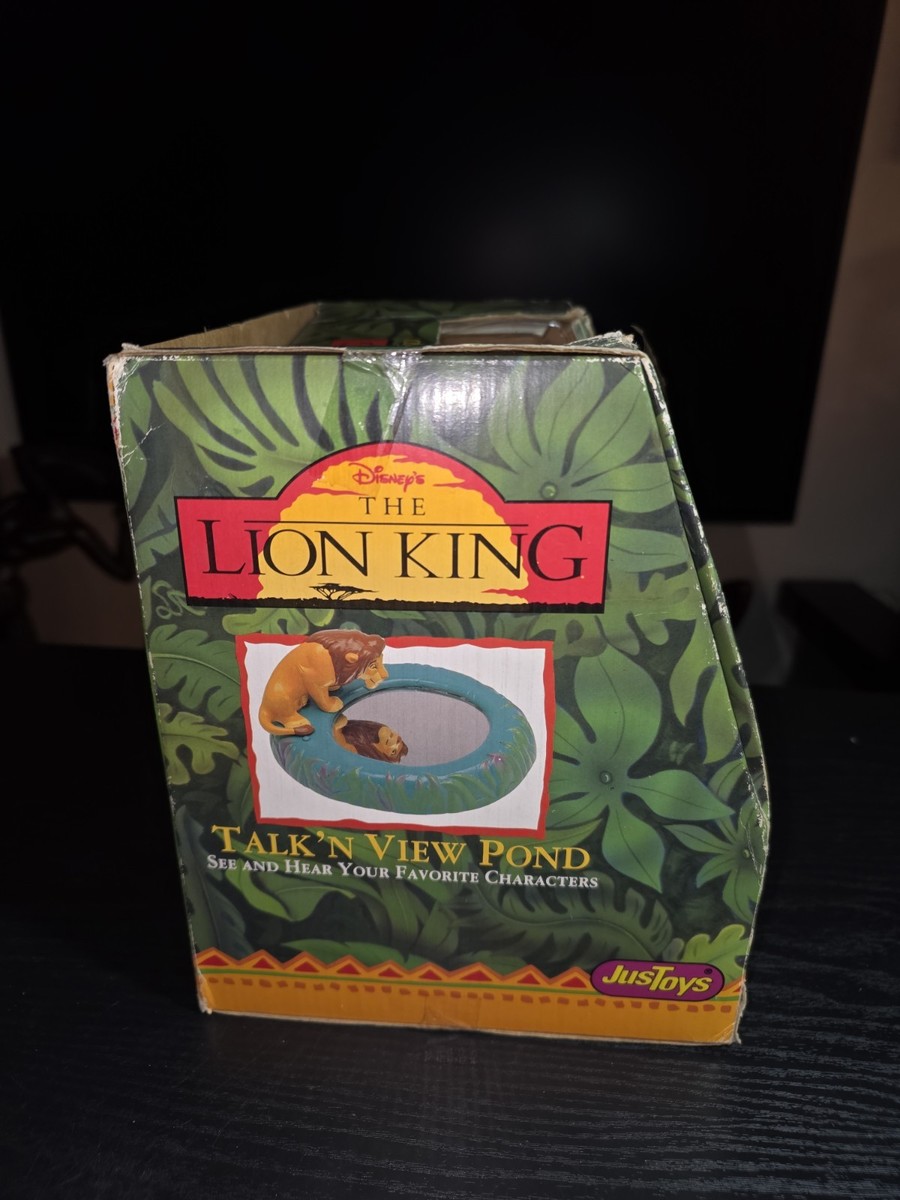 Disney's
THE
LION KING
TALK'N VIEW POND
SEE AND HEAR YOUR FAVORITE CHARACTERS
JusToys®